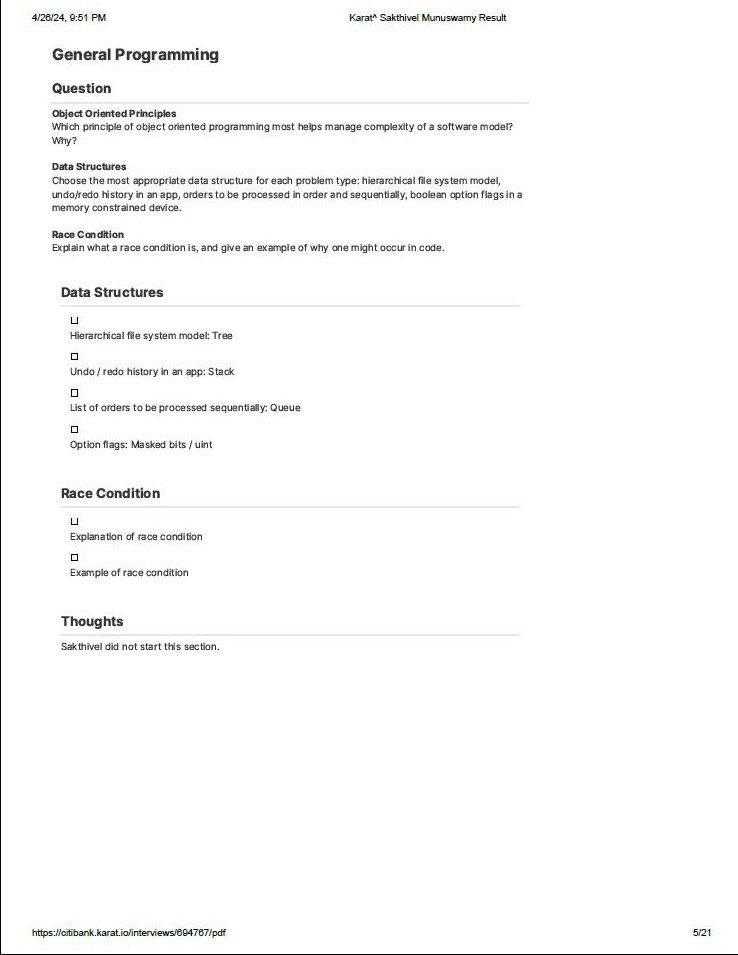 4/26/24, 9:51 PM
Karat^ Sakthivel Munuswamy Result
General Programming
Question
Object Oriented Principles
Which principle of object oriented programming most helps manage complexity of a software model?
Why?
Data Structures
Choose the most appropriate data structure for each problem type: hierarchical file system model,
undo/redo history in an app, orders to be processed in order and sequentially, boolean option flags in a
memory constrained device.
Race Condition
Explain what a race condition is, and give an example of why one might occur in code.
Data Structures
Hierarchical file system model: Tree
Undo / redo history in an app: Stack
List of orders to be processed sequentially: Queue
Option flags: Masked bits / uint
Race Condition
Explanation of race condition
Example of race condition
Thoughts
Sakthivel did not start this section.
https://citibank.karat.io/interviews/694767/pdf
5/21